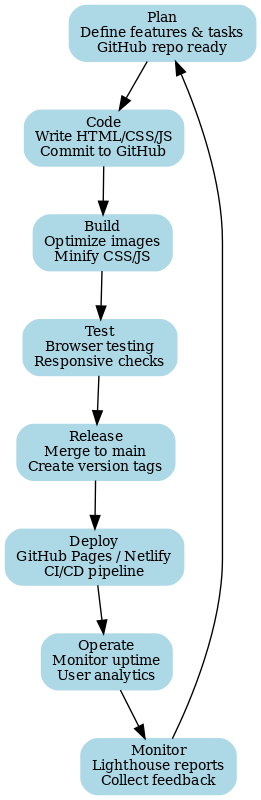 Plan
Define features & tasks
GitHub repo ready
Code
Write HTML/CSS/JS
Commit to GitHub
Build
Optimize images
Minify CSS/JS
Test
Browser testing
Responsive checks
Release
Merge to main
Create version tags
Deploy
GitHub Pages / Netlify
CI/CD pipeline
Operate
Monitor uptime
User analytics
Monitor
Lighthouse reports
Collect feedback